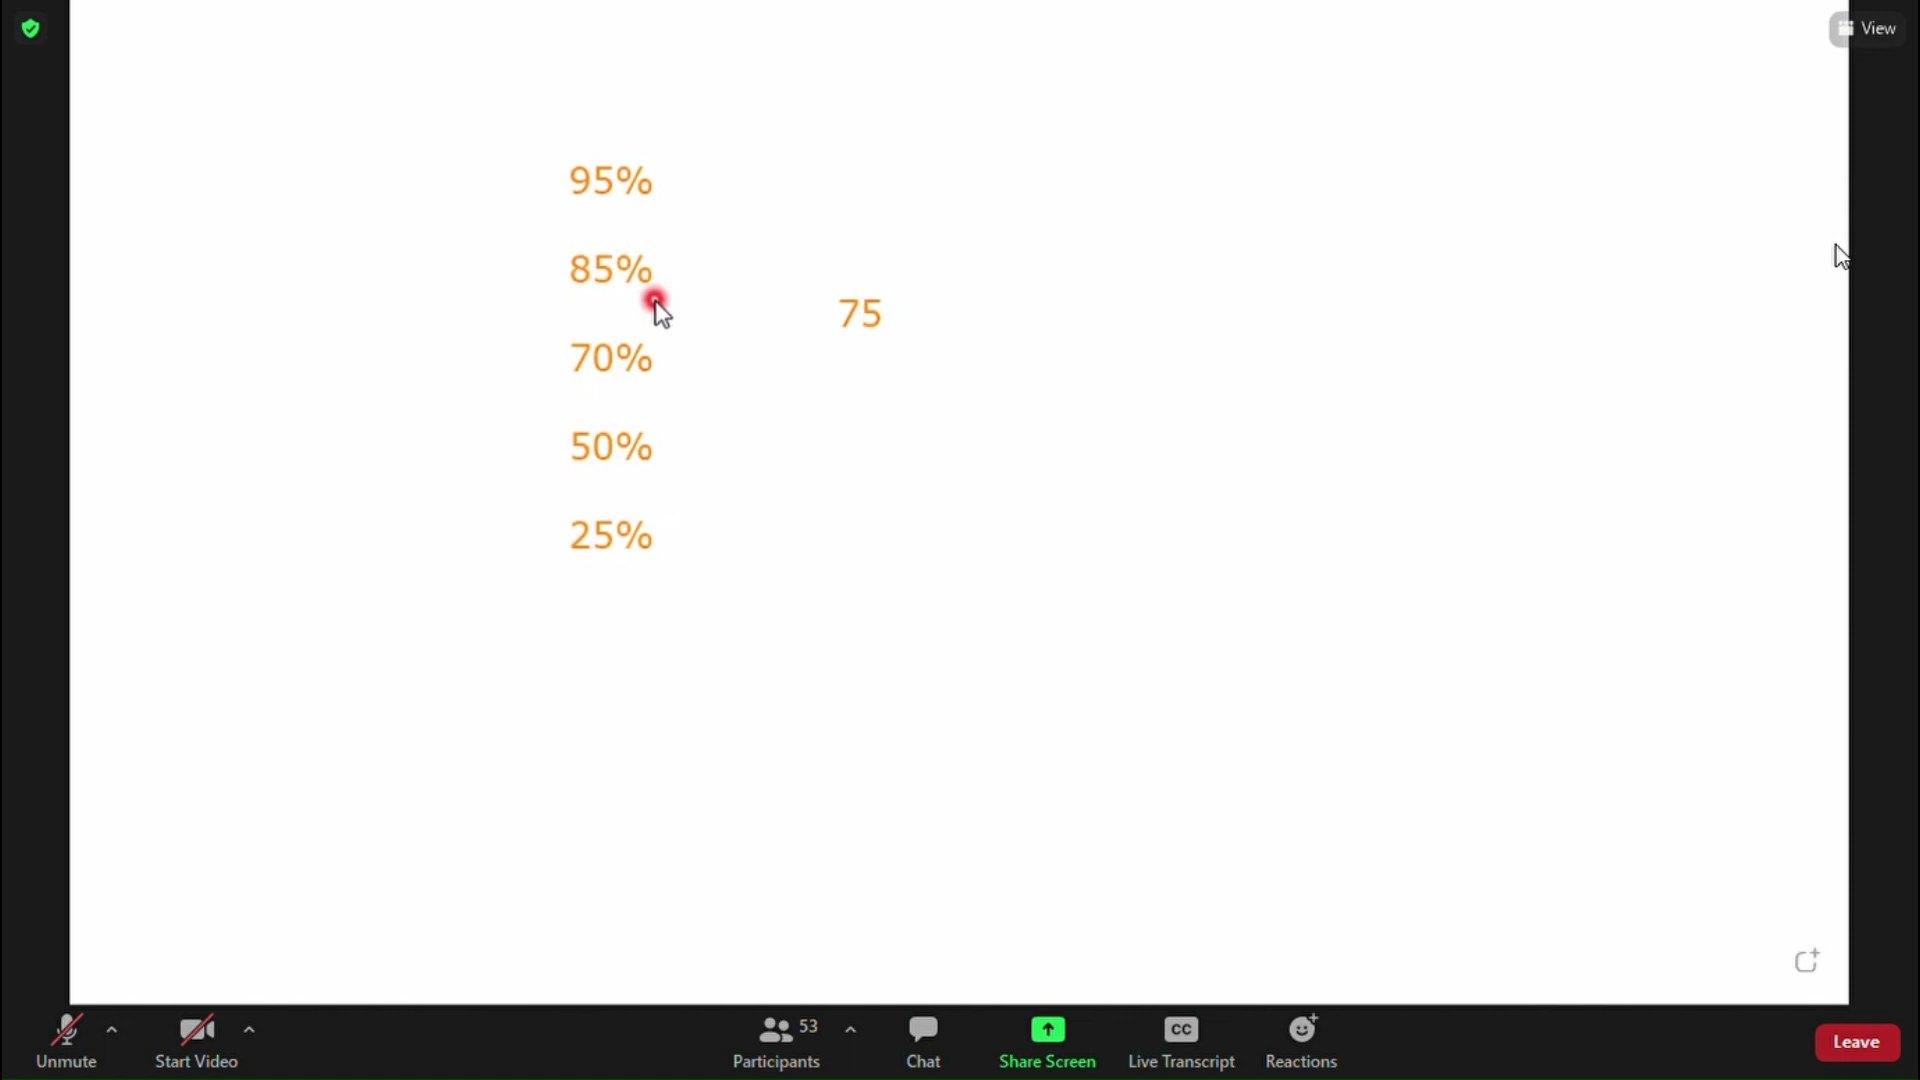 View
95%
85%
75
70%
50%
25%
53
Unmute
Start Video
Participants
Chat
CC
Share Screen
Live Transcript
Reactions
Leave